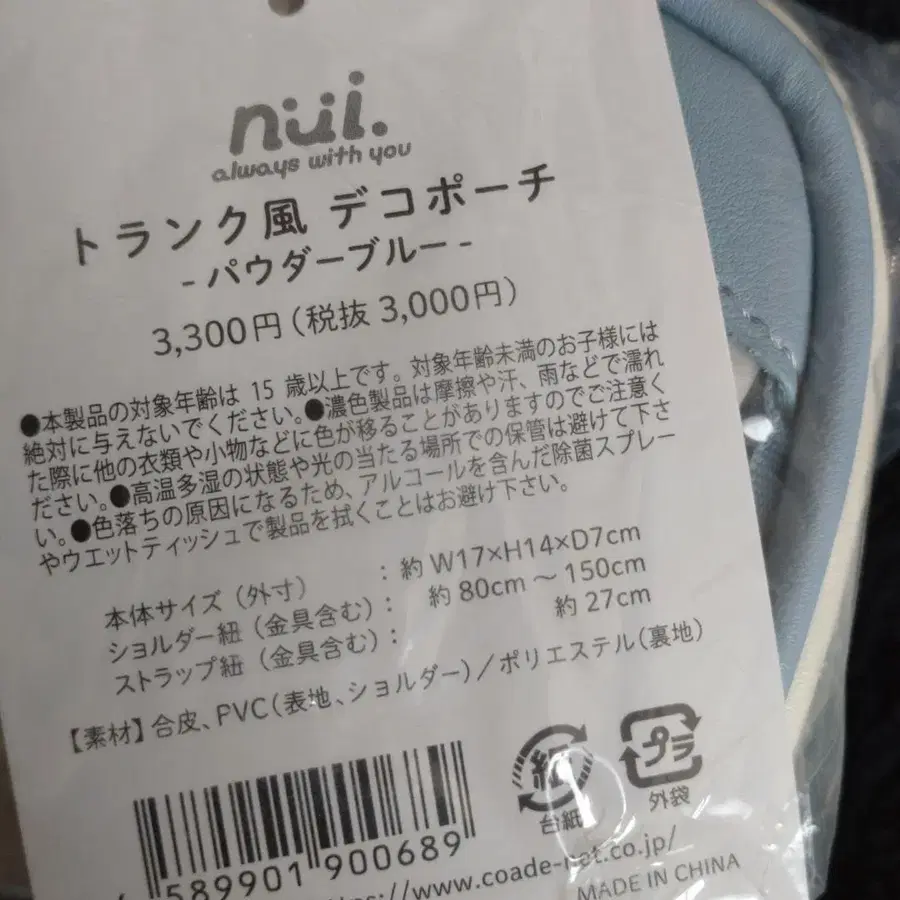 nui.
always with you
トランク風 デコポーチ
- パウダーブルー -
3,300円(税抜 3,000円)
●本製品の対象年齢は 15 歳以上です。対象年齢未満のお子様には
絶対に与えないでください。●濃色製品は摩擦や汗、雨などで濡れ
た際に他の衣類や小物などに色が移ることがありますのでご注意く
ださい。●高温多湿の状態や光の当たる場所での保管は避けて下さ
い。●色落ちの原因になるため、アルコールを含んだ除菌スプレー
やウエットティッシュで製品を拭くことはお避け下さい。
本体サイズ(外寸) : 約 W17×H14×D7cm
ショルダー紐(金具含む) : 約 80cm ~ 150cm
ストラップ紐(金具含む) : 約 27cm
【素材】合皮、PVC(表地、ショルダー)/ポリエステル(裏地)
紙
台紙
プラ
外袋
589901 900689
https://www.coade-net.co.jp/
MADE IN CHINA